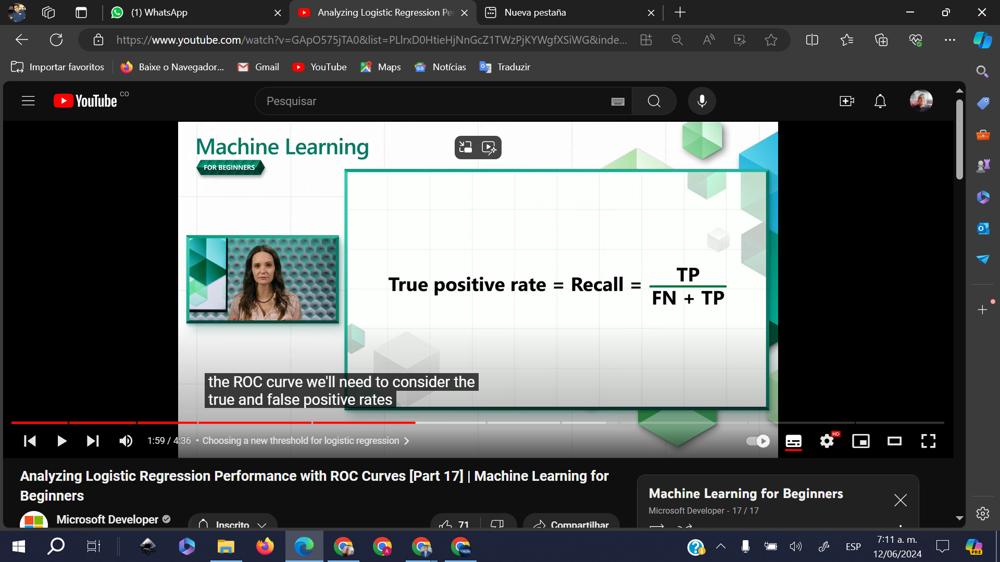 (1) WhatsApp
Analyzing Logistic Regression Pe
Nueva pestaña
https://www.youtube.com/watch?v=GApO575jTA0&list=PLlrxD0HtieHjNnGcZ1TWzPjKYWgfXSiWG&inde...
Importar favoritos
Baixe o Navegador...
Gmail
YouTube
Maps
Notícias
Traduzir
YouTube CO
Pesquisar
Machine Learning
FOR BEGINNERS
True positive rate = Recall = TP
FN + TP
the ROC curve we'll need to consider the
true and false positive rates
1:59 / 4:36 • Choosing a new threshold for logistic regression
HD
Analyzing Logistic Regression Performance with ROC Curves [Part 17] | Machine Learning for
Beginners
Microsoft Developer
Inscrito
71
Compartilhar
Machine Learning for Beginners
Microsoft Developer - 17 / 17
A
ESP
7:11 a. m.
12/06/2024
PRE